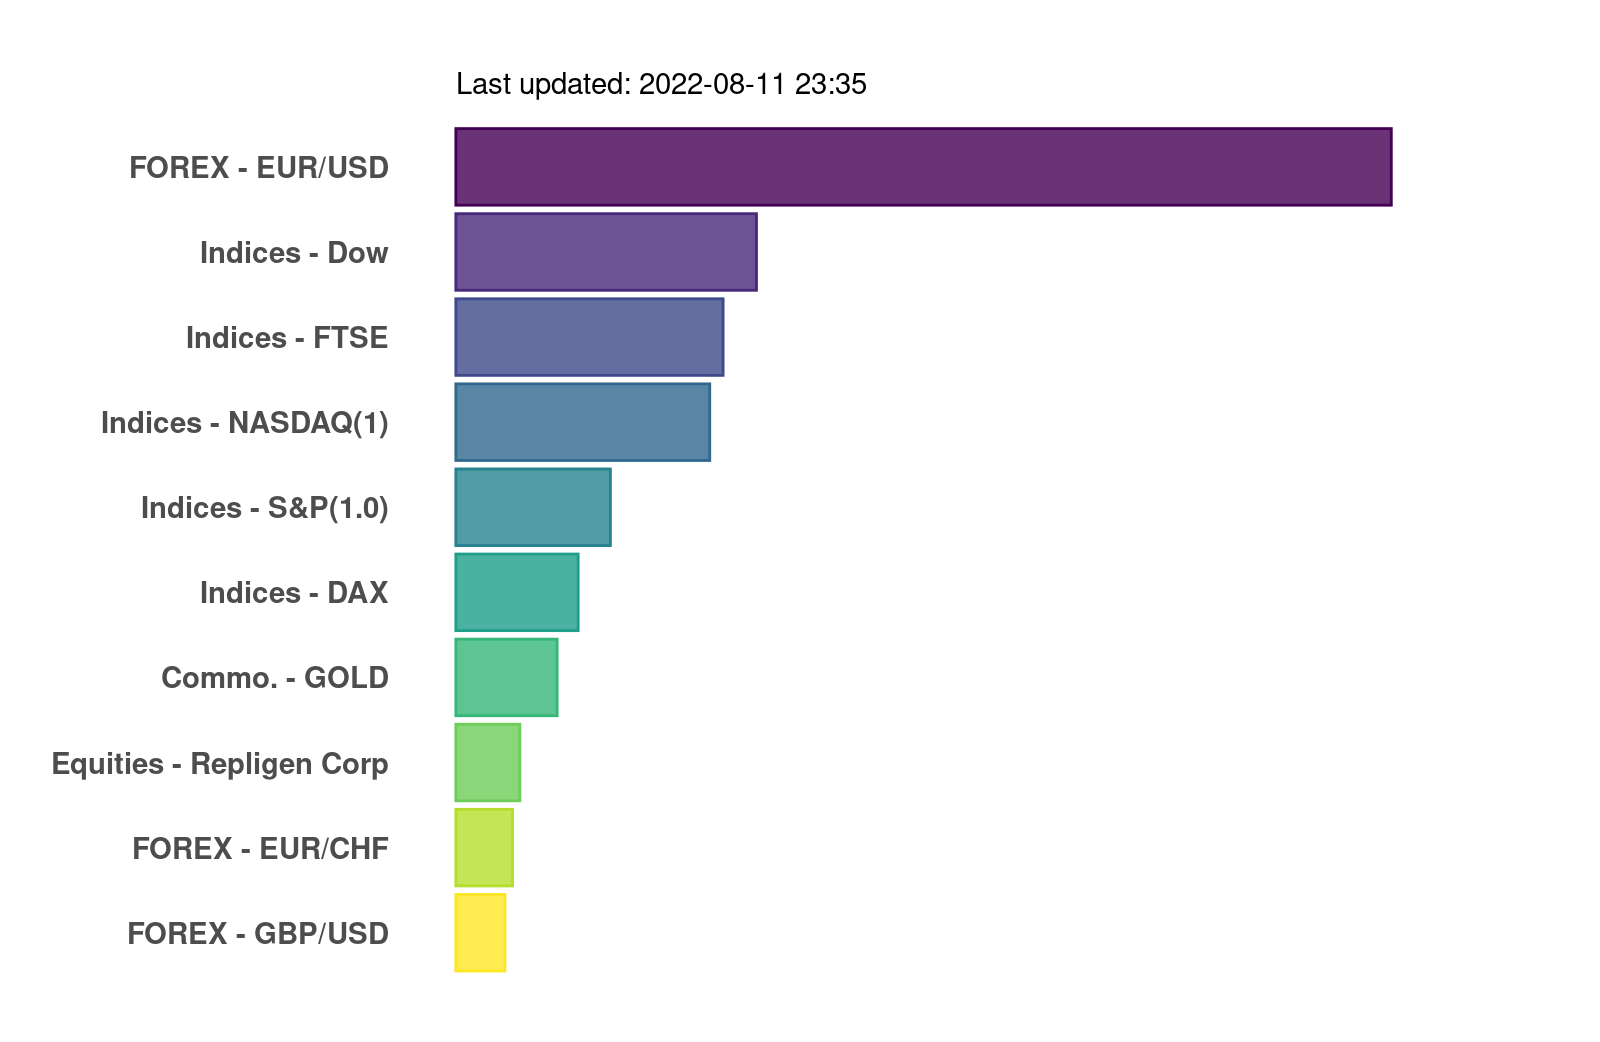 Last updated: 2022-08-11 23:35
FOREX - EUR/USD
Indices - Dow
Indices - FTSE
Indices - NASDAQ(1)
Indices - S&P(1.0)
Indices - DAX
Commo. - GOLD
Equities - Repligen Corp
FOREX - EUR/CHF
FOREX - GBP/USD